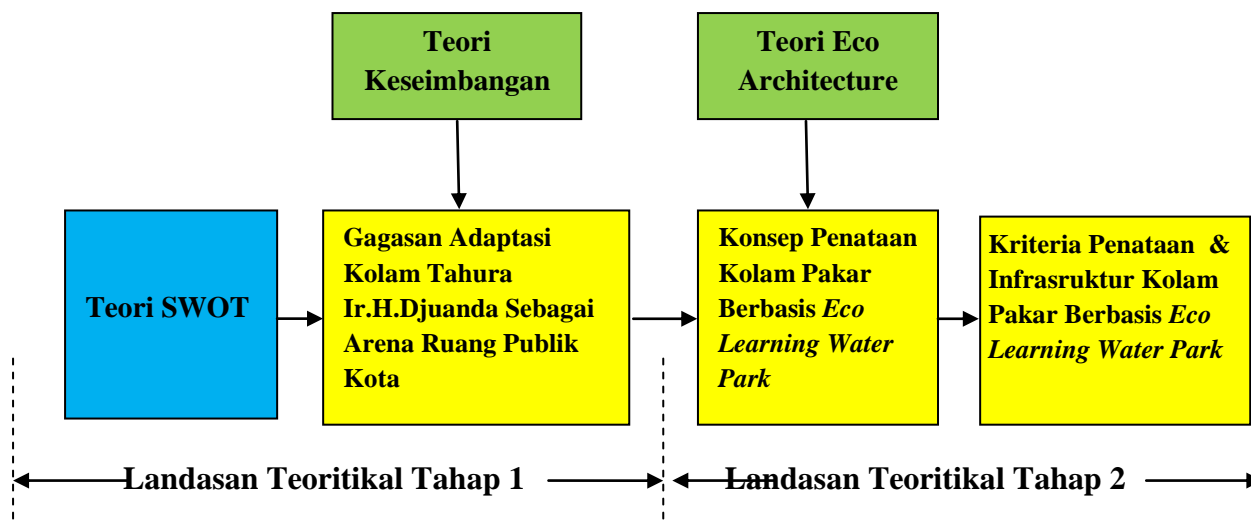 Teori
Keseimbangan
Teori Eco
Architecture
Teori SWOT
Gagasan Adaptasi
Kolam Tahura
Ir.H.Djuanda Sebagai
Arena Ruang Publik
Kota
Konsep Penataan
Kolam Pakar
Berbasis Eco
Learning Water
Park
Kriteria Penataan &
Infrasruktur Kolam
Pakar Berbasis Eco
Learning Water Park
Landasan Teoritikal Tahap 1
Landasan Teoritikal Tahap 2